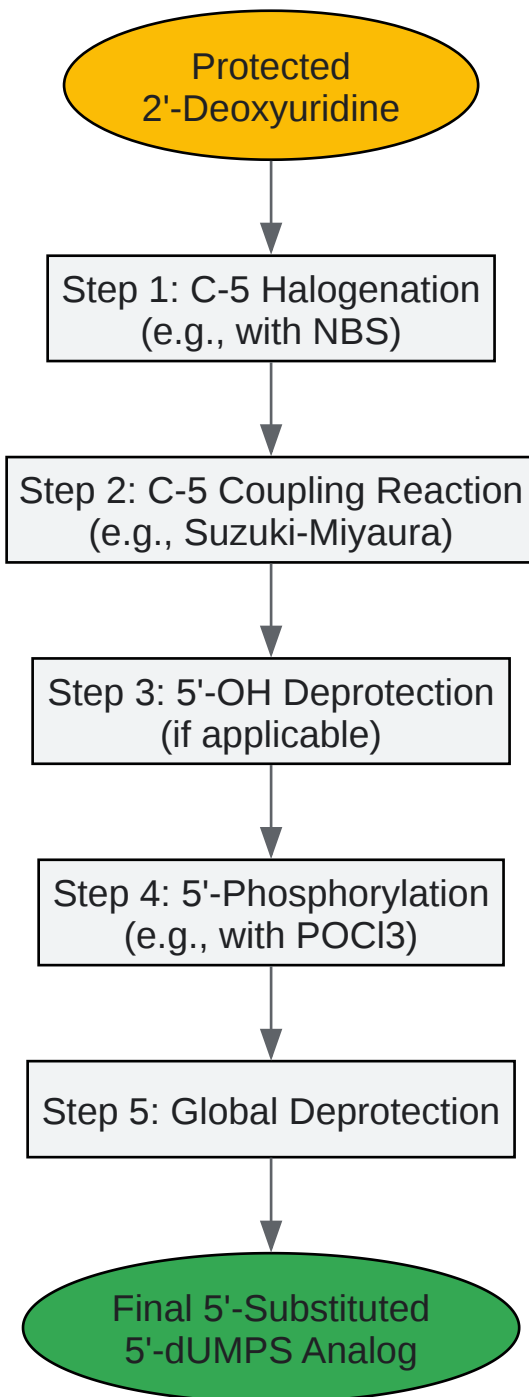 Protected
2'-Deoxyuridine
Step 1: C-5 Halogenation
(e.g., with NBS)
Step 2: C-5 Coupling Reaction
(e.g., Suzuki-Miyaura)
Step 3: 5'-OH Deprotection
(if applicable)
Step 4: 5'-Phosphorylation
(e.g., with POCl3)
Step 5: Global Deprotection
Final 5'-Substituted
5'-dUMPS Analog